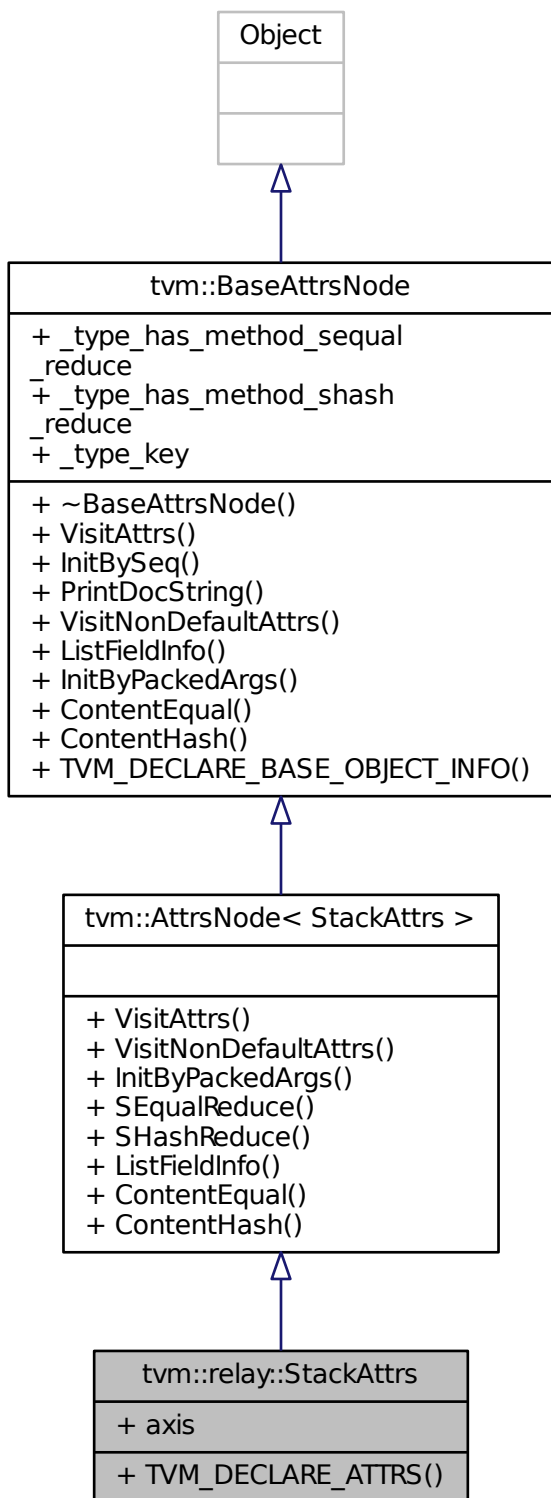 Object
tvm::BaseAttrsNode
+ _type_has_method_sequal
_reduce
+ _type_has_method_shash
_reduce
+ _type_key
+ ~BaseAttrsNode()
+ VisitAttrs()
+ InitBySeq()
+ PrintDocString()
+ VisitNonDefaultAttrs()
+ ListFieldInfo()
+ InitByPackedArgs()
+ ContentEqual()
+ ContentHash()
+ TVM_DECLARE_BASE_OBJECT_INFO()
tvm::AttrsNode< StackAttrs >
+ VisitAttrs()
+ VisitNonDefaultAttrs()
+ InitByPackedArgs()
+ SEqualReduce()
+ SHashReduce()
+ ListFieldInfo()
+ ContentEqual()
+ ContentHash()
tvm::relay::StackAttrs
+ axis
+ TVM_DECLARE_ATTRS()